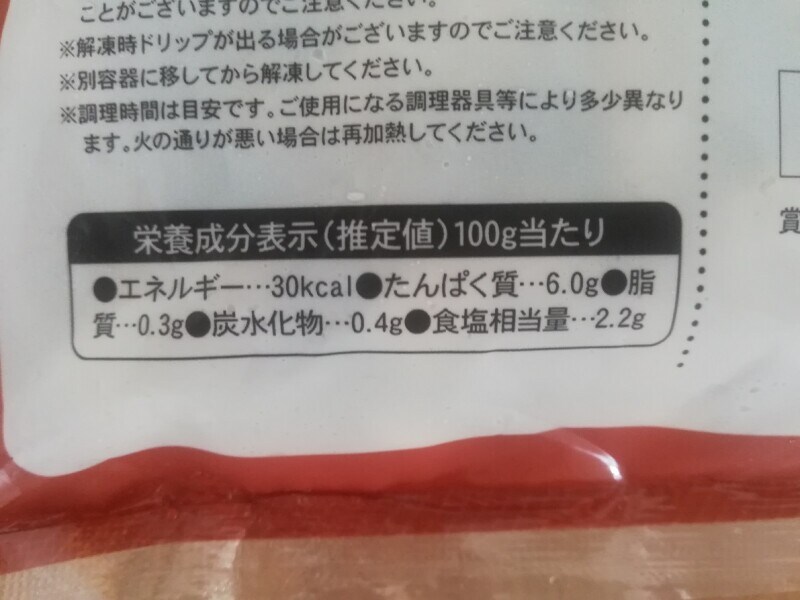 ことがございますのでご注意ください。
※解凍時ドリップが出る場合がございますのでご注意ください。
※別容器に移してから解凍してください。
※調理時間は目安です。ご使用になる調理器具等により多少異なり
ます。火の通りが悪い場合は再加熱してください。
栄養成分表示(推定値)100g当たり
●エネルギー…30kcal●たんぱく質…6.0g●脂
質…0.3g●炭水化物…0.4g●食塩相当量…2.2g
賞